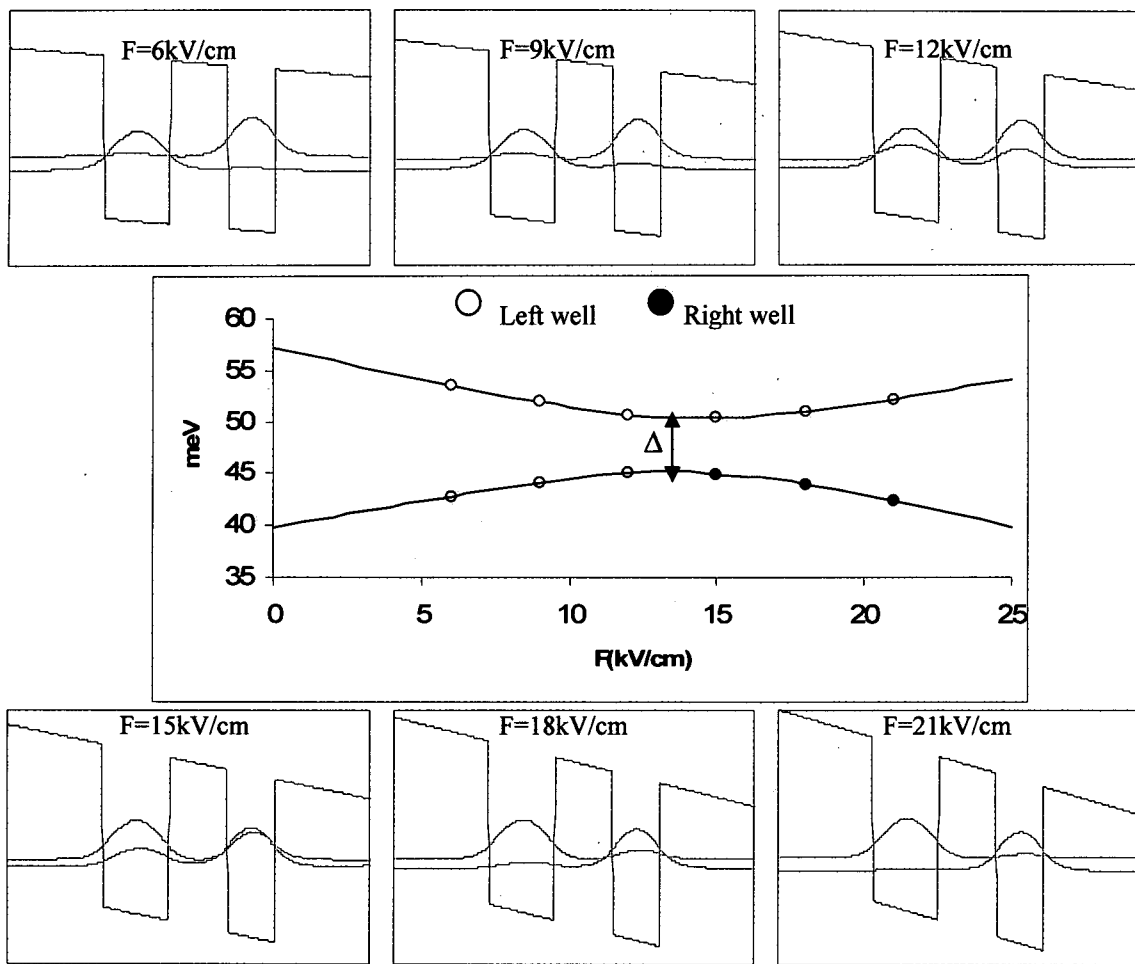 F=6kV/cm
F=9kV/cm
F=12kV/cm
Left well
Right well
60
55
50
45
40
35
meV
Δ
0 5 10 15 20 25
F(kV/cm)
F=15kV/cm
F=18kV/cm
F=21kV/cm